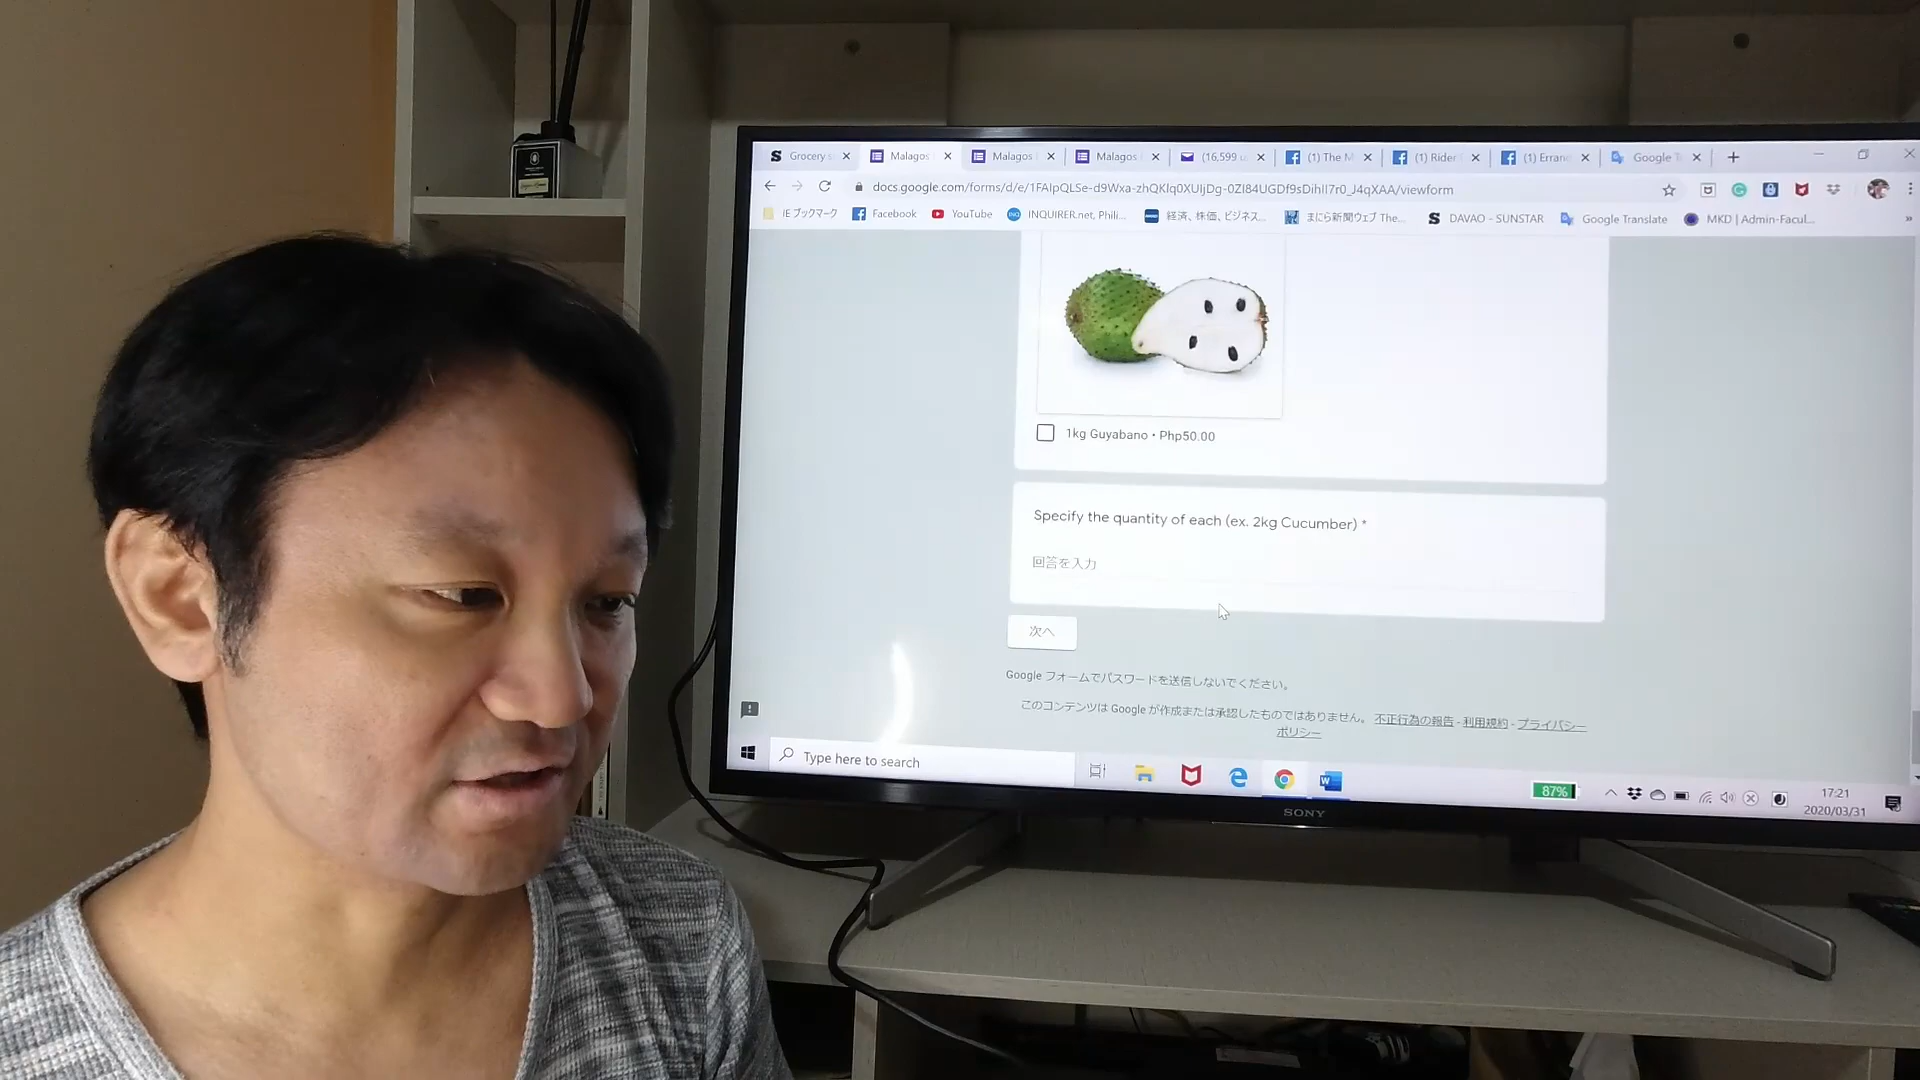 Grocery s
Malagos
Malagos
Malagos
(16,599 u
(1) The M
(1) Rider
(1) Erran
Google T
docs.google.com/forms/d/e/1FAIpQLSe-d9Wxa-zhQKlq0XUIjDg-0ZI84UGDf9sDihII7r0_J4qXAA/viewform
IE ブックマーク
Facebook
YouTube
INQUIRER.net, Phili...
経済、株価、ビジネス...
まにら新聞ウェブ The...
DAVAO - SUNSTAR
Google Translate
MKD | Admin-Facul...
1kg Guyabano • Php50.00
Specify the quantity of each (ex. 2kg Cucumber) *
回答を入力
次へ
Google フォームでパスワードを送信しないでください。
このコンテンツは Google が作成または承認したものではありません。 不正行為の報告 - 利用規約 - プライバシー
ポリシー
Type here to search
87%
17:21
2020/03/31
SONY